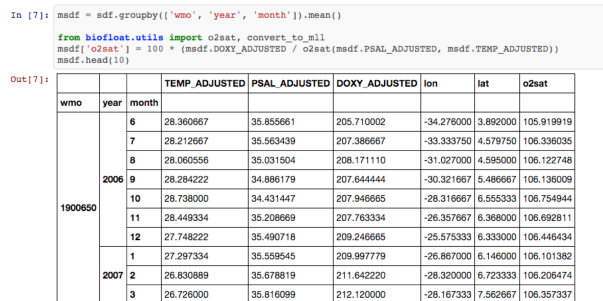 In [7]: msdf = sdf.groupby(['wmo', 'year', 'month']).mean()
from biofloat.utils import o2sat, convert_to_mll
msdf['o2sat'] = 100 * (msdf.DOXY_ADJUSTED / o2sat(msdf.PSAL_ADJUSTED, msdf.TEMP_ADJUSTED))
msdf.head(10)
Out[7]:
TEMP_ADJUSTED PSAL_ADJUSTED DOXY_ADJUSTED lon lat o2sat
wmo year month
1900650 2006 6 28.360667 35.855661 205.710002 -34.276000 3.892000 105.919919
7 28.212667 35.563439 207.386667 -33.333750 4.579750 106.336035
8 28.060556 35.031504 208.171110 -31.027000 4.595000 106.122748
9 28.284222 34.886179 207.644444 -30.321667 5.486667 106.136009
10 28.738000 34.431447 207.946665 -28.316667 6.555333 106.754944
11 28.449334 35.208669 207.763334 -26.357667 6.368000 106.692811
12 27.748222 35.490718 209.246665 -25.575333 6.333000 106.446434
2007 1 27.297334 35.559545 209.997779 -26.867000 6.146000 106.101382
2 26.830889 35.678819 211.642220 -28.320000 6.723333 106.206474
3 26.726000 35.816099 212.120000 -28.167333 7.562667 106.357337